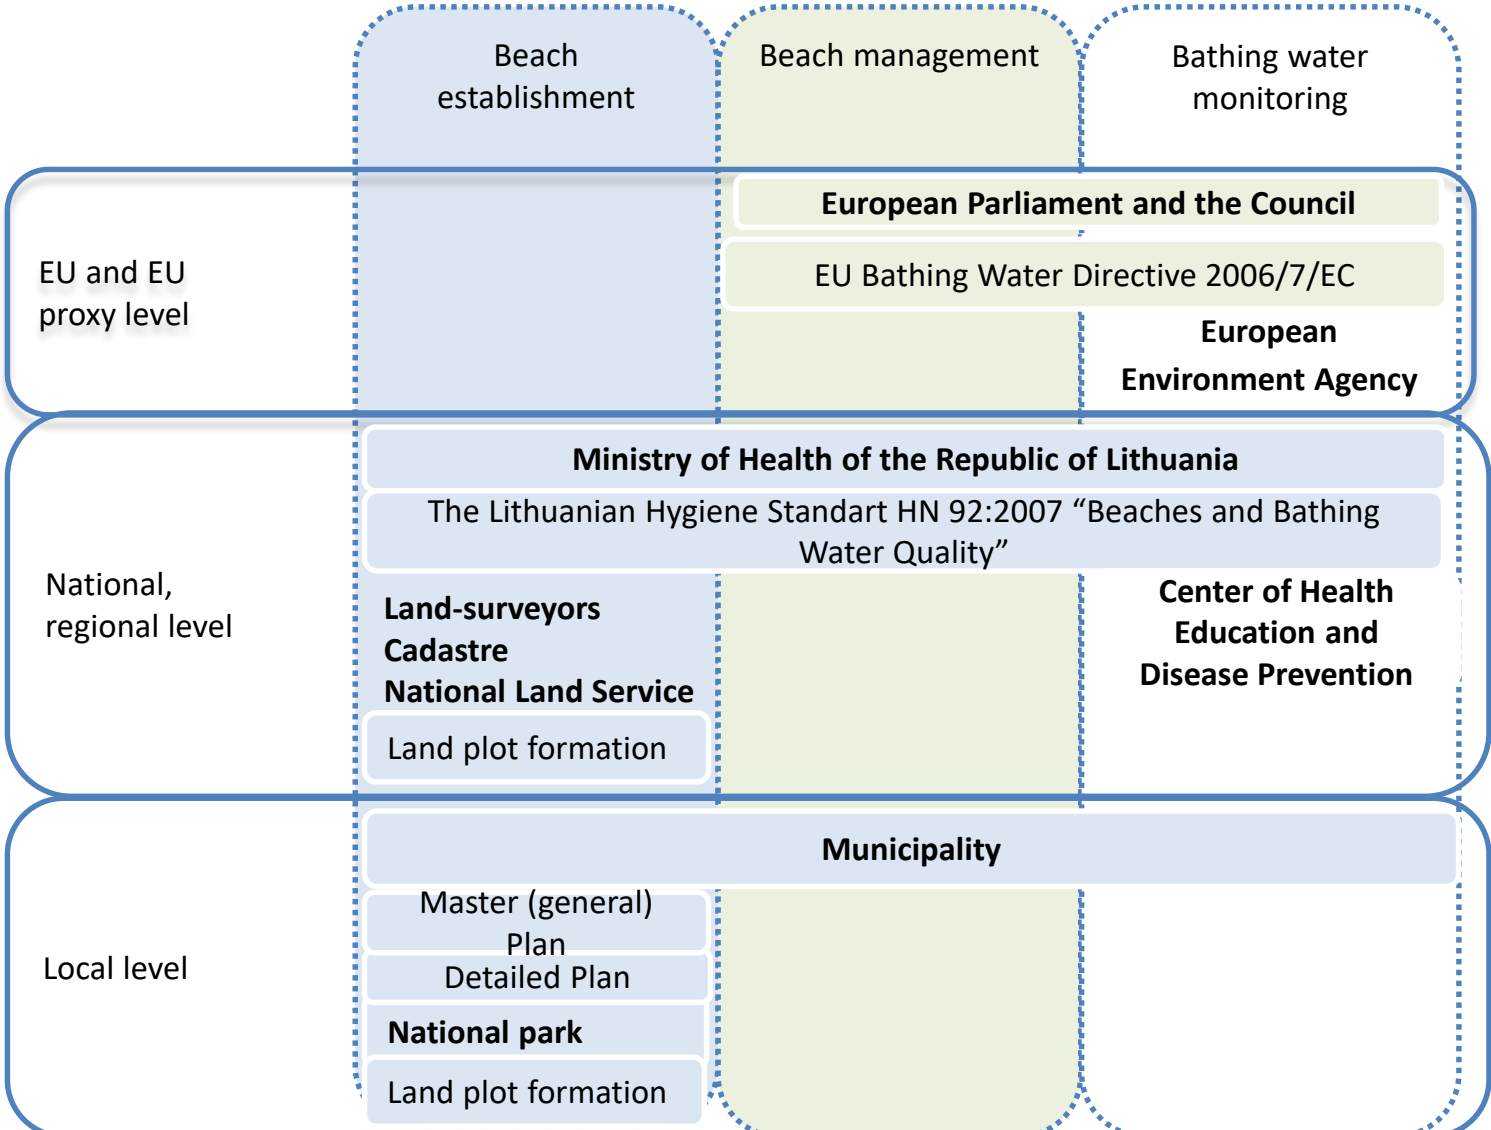 Beach
establishment
Beach management
Bathing water
monitoring
EU and EU
proxy level
European Parliament and the Council
EU Bathing Water Directive 2006/7/EC
European
Environment Agency
National,
regional level
Ministry of Health of the Republic of Lithuania
The Lithuanian Hygiene Standart HN 92:2007 “Beaches and Bathing
Water Quality”
Land-surveyors
Cadastre
National Land Service
Land plot formation
Center of Health
Education and
Disease Prevention
Local level
Municipality
Master (general)
Plan
Detailed Plan
National park
Land plot formation